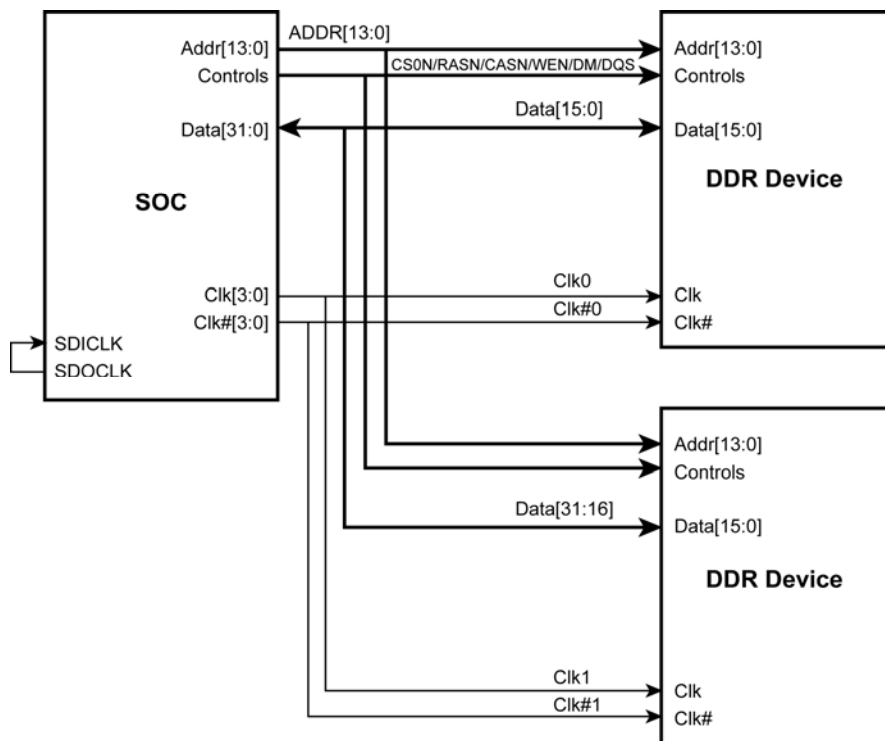 ADDR[13:0]
Addr[13:0]
Controls
Data[31:0]
SOC
Clk[3:0]
Clk#[3:0]
SDICLK
SDOCLK
CS0N/RASN/CASN/WEN/DM/DQS
Data[15:0]
Clk0
Clk#0
Addr[13:0]
Controls
Data[15:0]
DDR Device
Clk
Clk#
Data[31:16]
Clk1
Clk#1
Addr[13:0]
Controls
Data[15:0]
DDR Device
Clk
Clk#